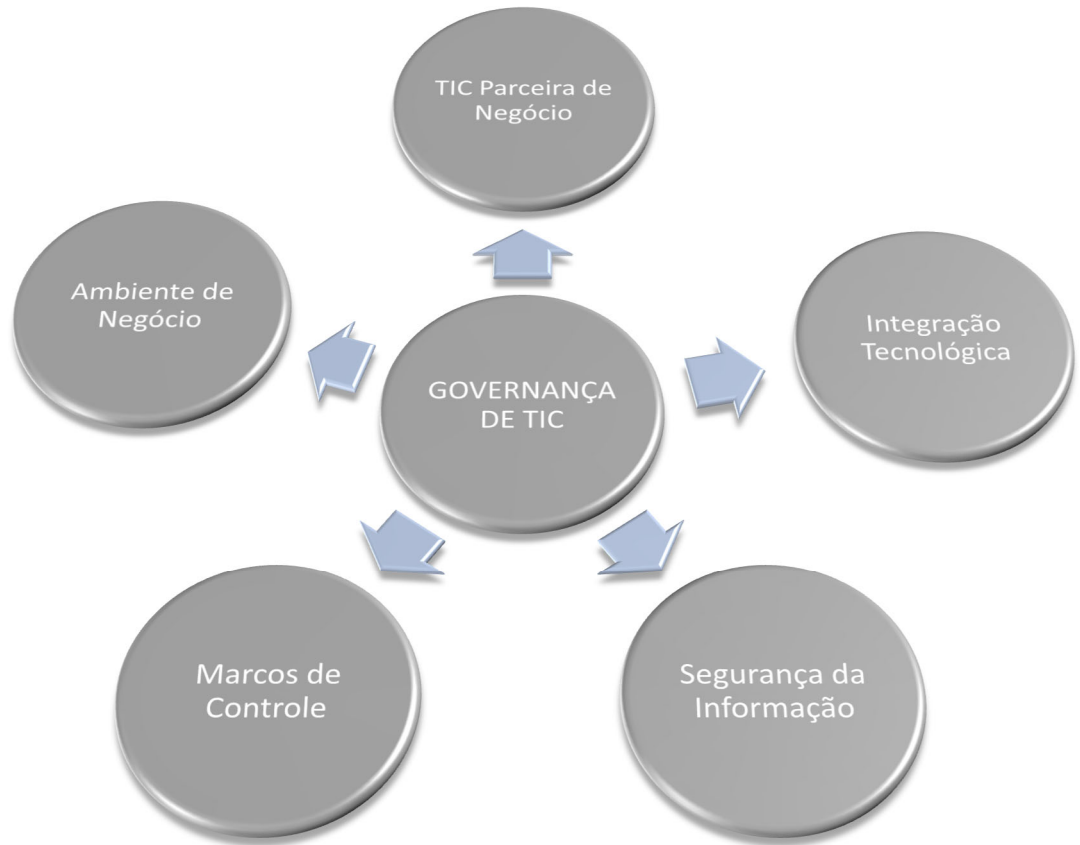 TIC Parceira de
Negócio
Ambiente de
Negócio
Integração
Tecnológica
GOVERNANÇA
DE TIC
Marcos de
Controle
Segurança da
Informação